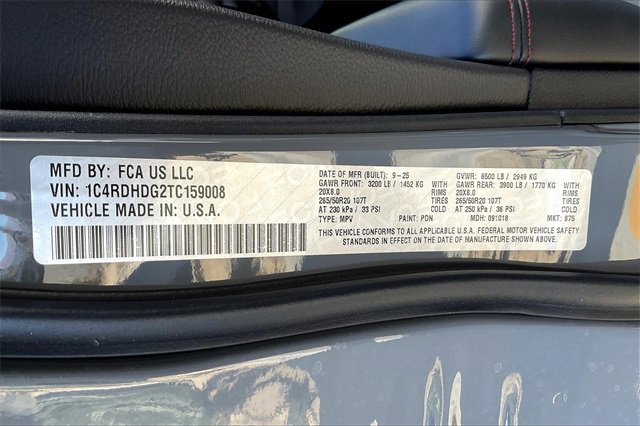 MFD BY: FCA US LLC
VIN: 1C4RDHDG2TC159008
VEHICLE MADE IN: U.S.A.
DATE OF MFR (BUILT): 9-25 GVWR: 6500 LB / 2949 KG
GAWR FRONT: 3200 LB / 1452 KG WITH GAWR REAR: 3900 LB / 1770 KG WITH
20X8.0 RIMS 20X8.0 RIMS
265/50R20 107T TIRES 265/50R20 107T TIRES
AT 230 kPa / 33 PSI COLD AT 250 kPa / 36 PSI COLD
TYPE: MPV PAINT: PDN MDH: 091018 MKT: 875
THIS VEHICLE CONFORMS TO ALL APPLICABLE U.S.A. FEDERAL MOTOR VEHICLE SAFETY
STANDARDS IN EFFECT ON THE DATE OF MANUFACTURE SHOWN ABOVE.